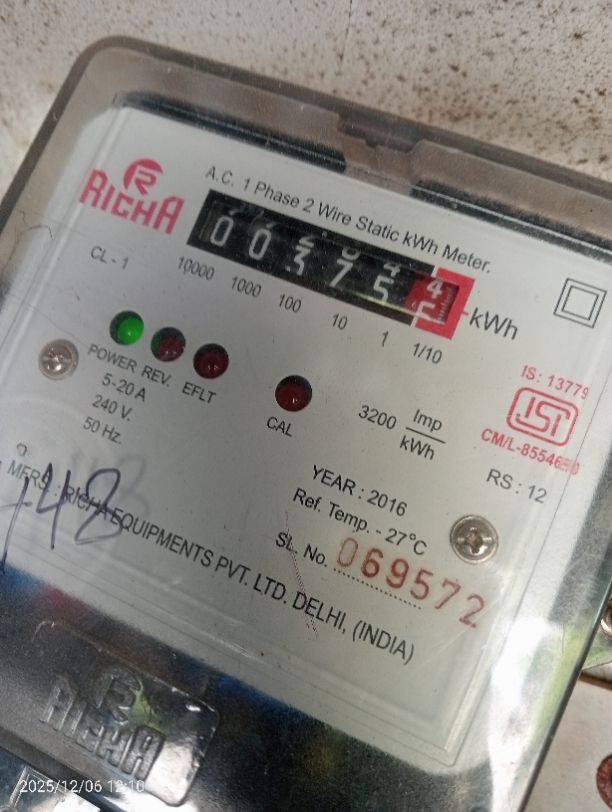 RICHA
A.C. 1 Phase 2 Wire Static kWh Meter.
00375
kWh
CL - 1
10000 1000 100 10 1 1/10
POWER REV. EFLT
5-20 A
240 V.
50 Hz.
CAL
3200 Imp
kWh
IS : 13779
ISI
RS : 12
YEAR : 2016
Ref. Temp. - 27°C
SL. No. 069572
MFRS : RICHA EQUIPMENTS PVT. LTD. DELHI, (INDIA)
148
RICHA
2025/12/06 12:10